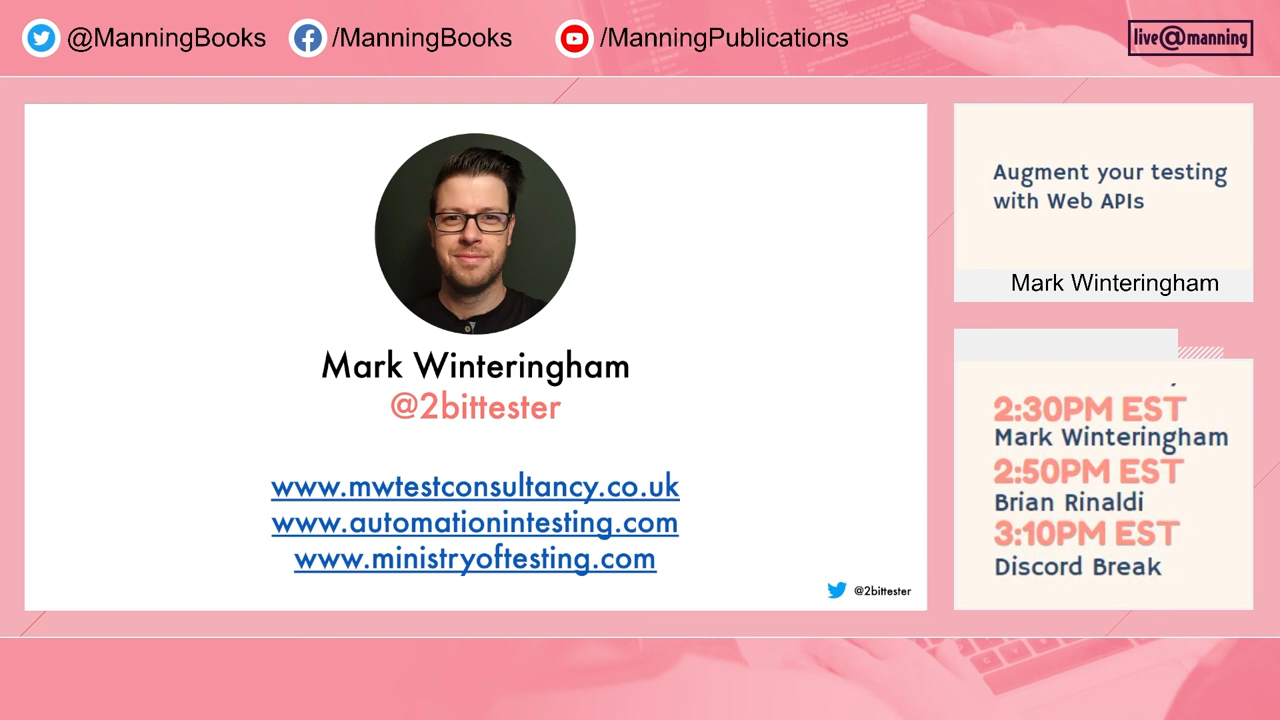 @ManningBooks
/ManningBooks
/ManningPublications
live@manning
Mark Winteringham
@2bittester
www.mwtestconsultancy.co.uk
www.automationintesting.com
www.ministryoftesting.com
@2bittester
Augment your testing
with Web APIs
Mark Winteringham
2:30PM EST
Mark Winteringham
2:50PM EST
Brian Rinaldi
3:10PM EST
Discord Break